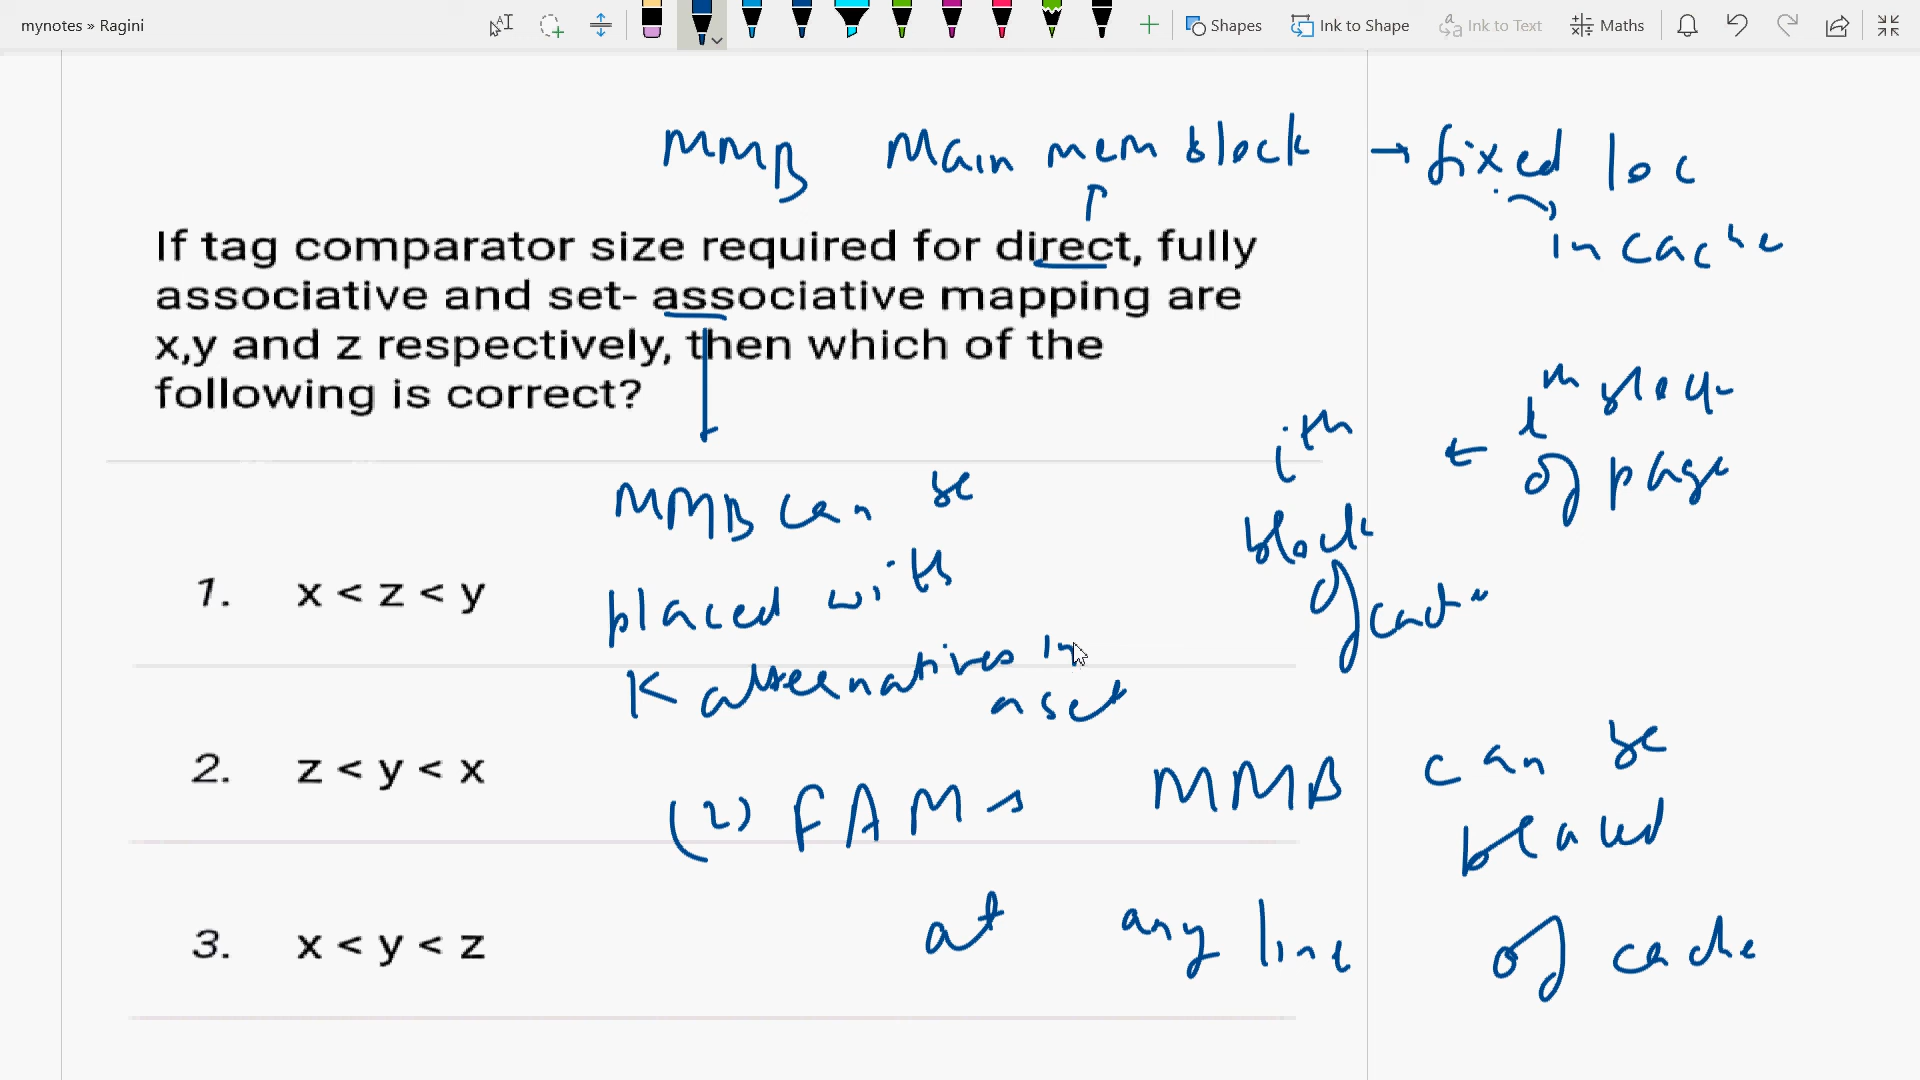 mynotes » Ragini
Shapes
Ink to Shape
Ink to Text
Maths
MMB Main mem block → fixed loc
in cache
If tag comparator size required for direct, fully
associative and set- associative mapping are
x,y and z respectively, then which of the
following is correct?
ith
block
of cache
←
of page
MMB can be
placed with
K alternatives in
a set
1. x < z < y
2. z < y < x
3. x < y < z
(2) FAM → MMB can be
placed
at any line of cache